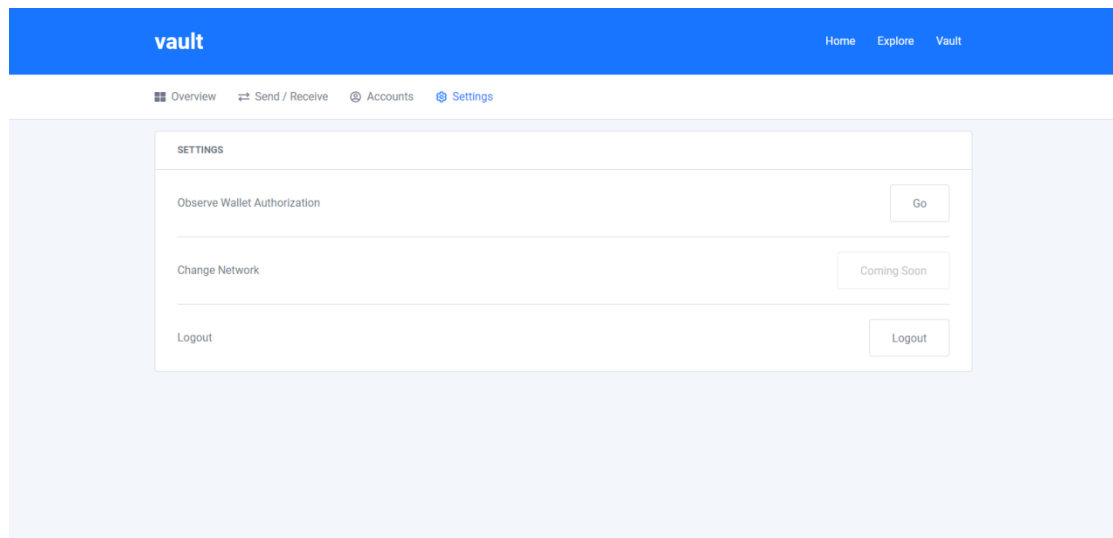 vault
Home Explore Vault
Overview Send / Receive Accounts Settings
SETTINGS
Observe Wallet Authorization Go
Change Network Coming Soon
Logout Logout